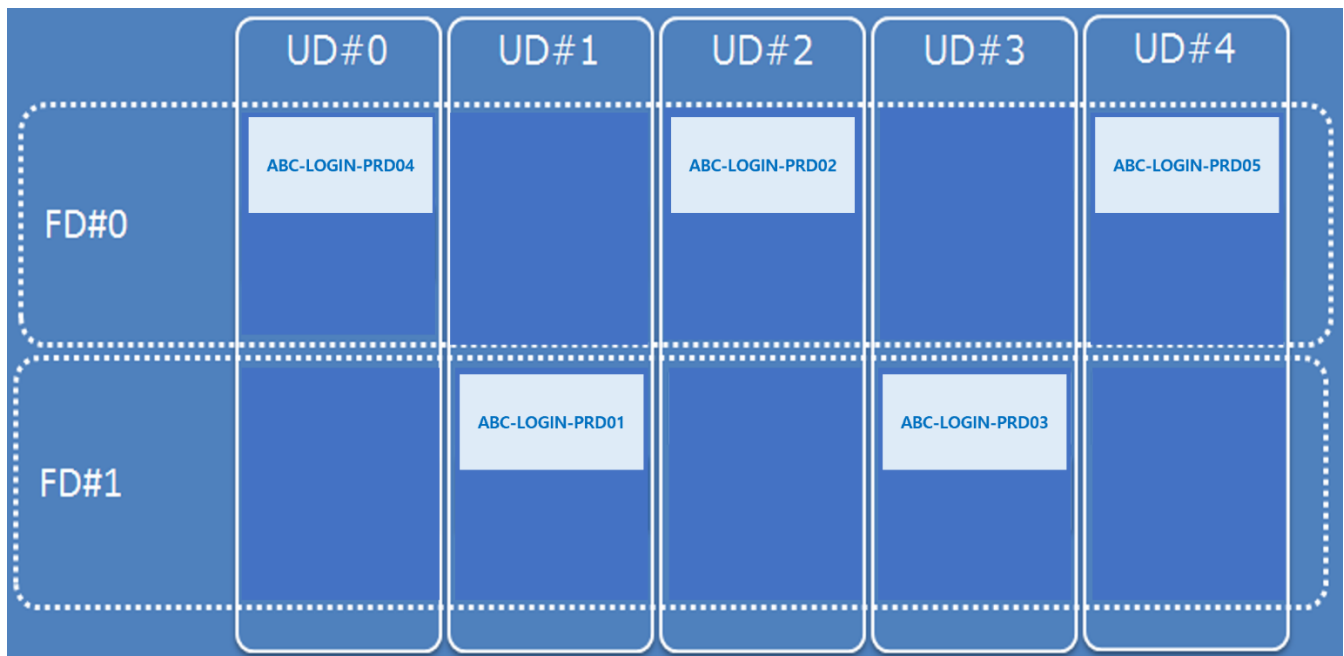 UD#0 UD#1 UD#2 UD#3 UD#4
ABC-LOGIN-PRD04 ABC-LOGIN-PRD02 ABC-LOGIN-PRD05
FD#0
ABC-LOGIN-PRD01 ABC-LOGIN-PRD03
FD#1